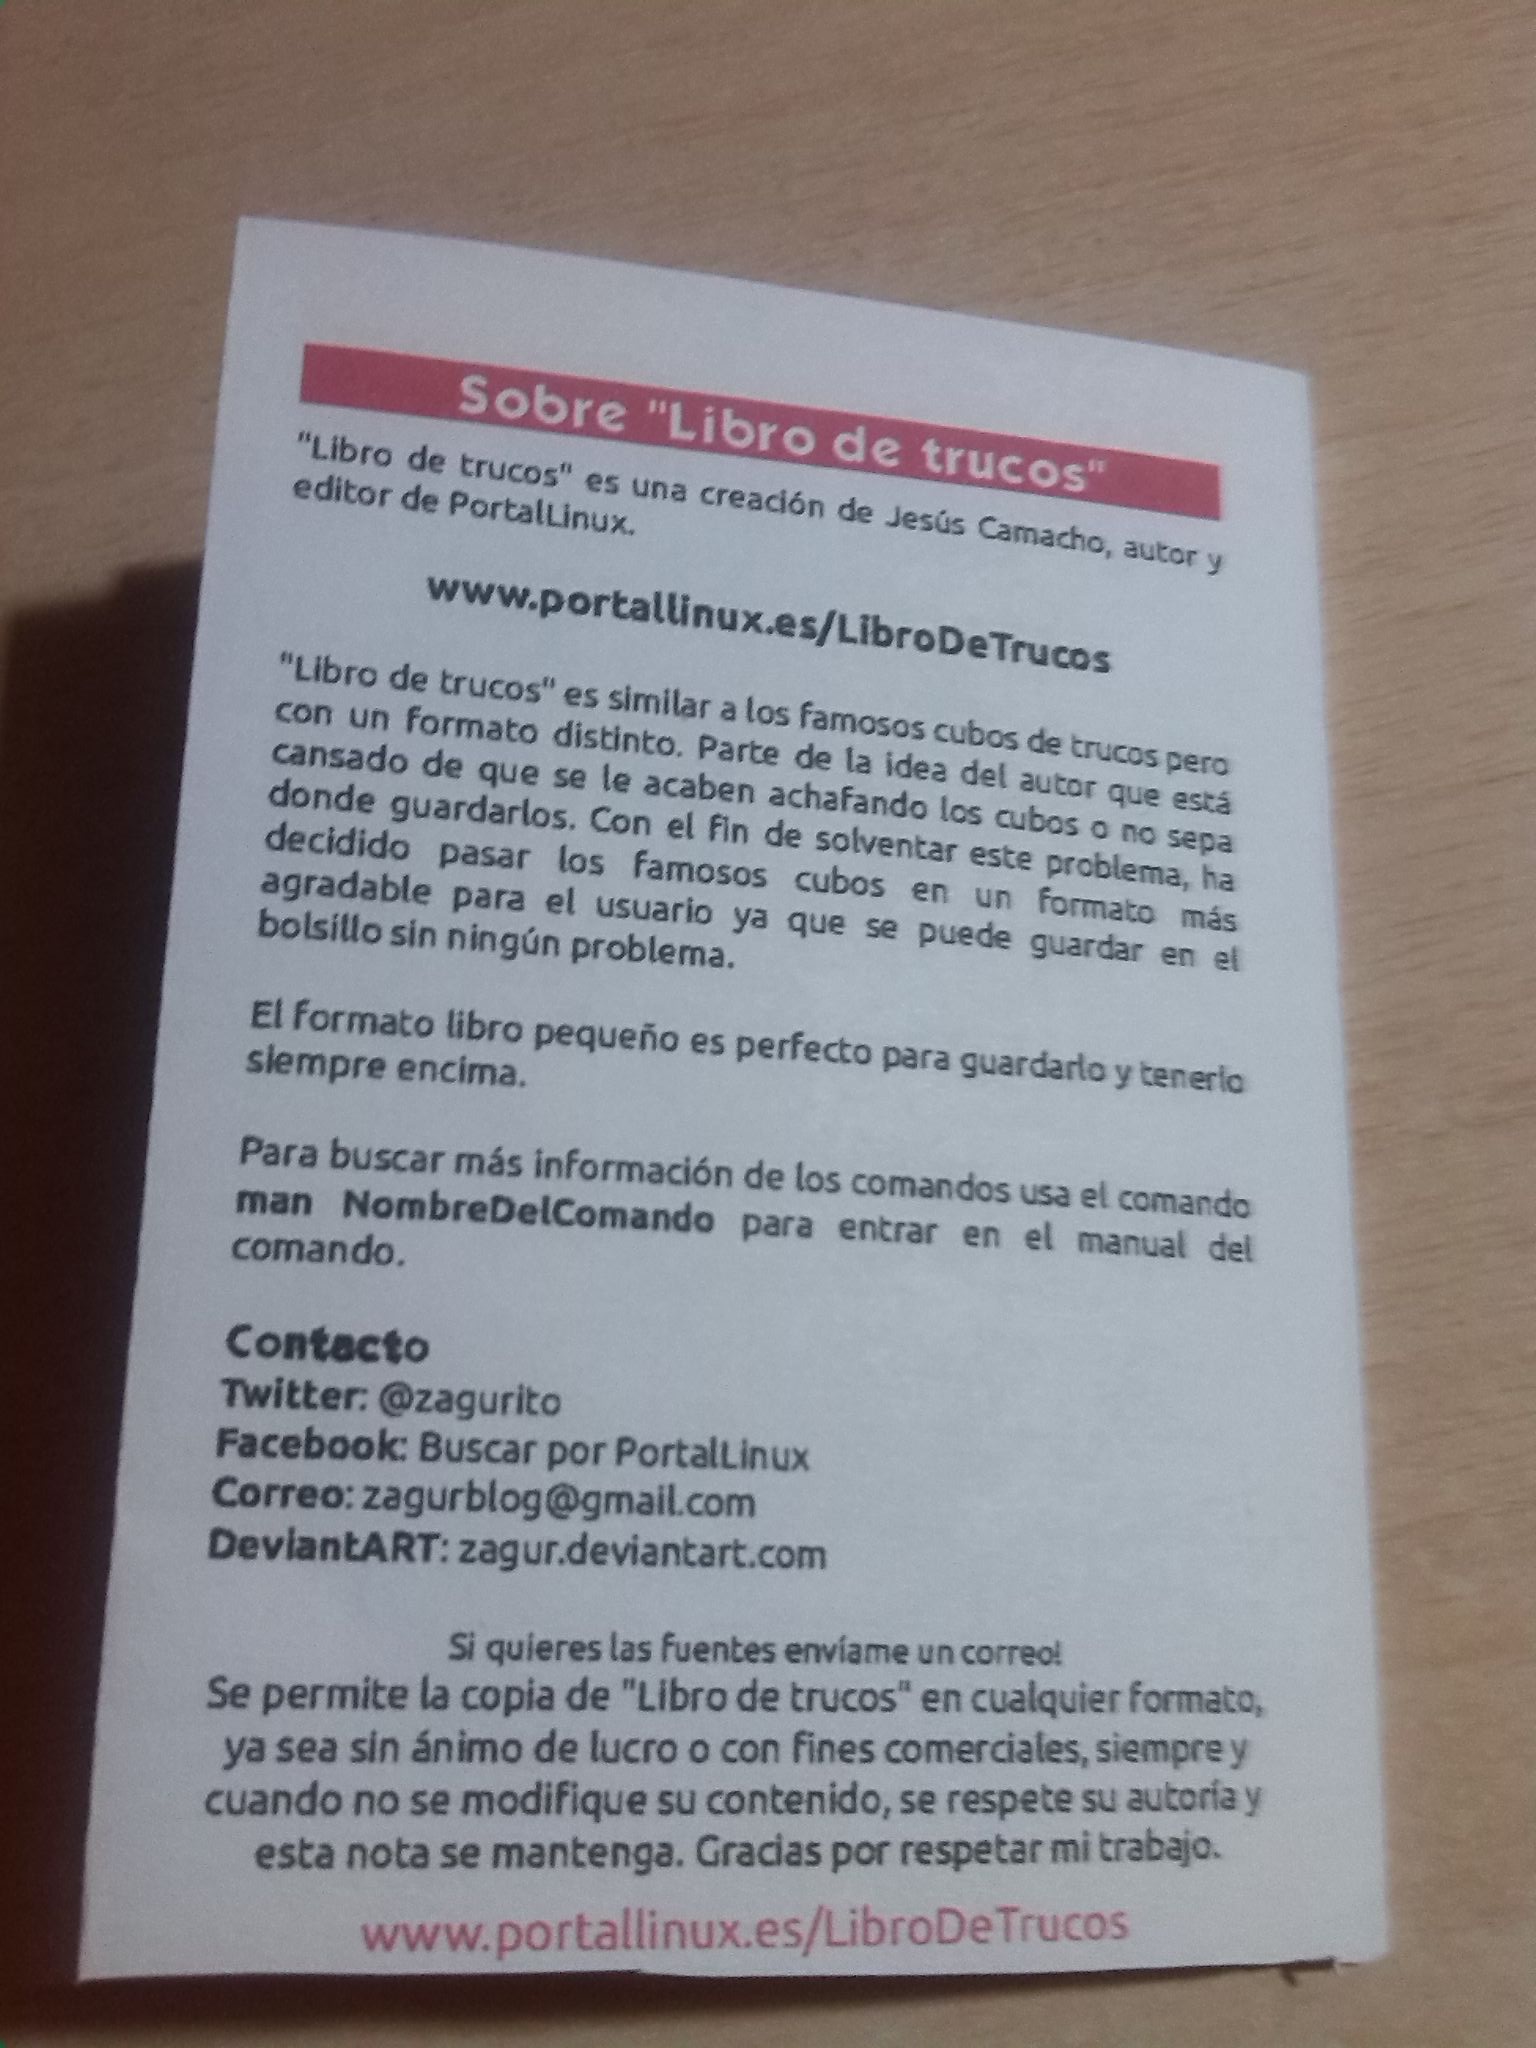 Sobre "Libro de trucos"
"Libro de trucos" es una creación de Jesús Camacho, autor y
editor de PortalLinux.
www.portallinux.es/LibroDeTrucos
"Libro de trucos" es similar a los famosos cubos de trucos pero
con un formato distinto. Parte de la idea del autor que está
cansado de que se le acaben achafando los cubos o no sepa
donde guardarlos. Con el fin de solventar este problema, ha
decidido pasar los famosos cubos en un formato más
agradable para el usuario ya que se puede guardar en el
bolsillo sin ningún problema.
El formato libro pequeño es perfecto para guardarlo y tenerlo
siempre encima.
Para buscar más información de los comandos usa el comando
man NombreDelComando para entrar en el manual del
comando.
Contacto
Twitter: @zagurito
Facebook: Buscar por PortalLinux
Correo: zagurblog@gmail.com
DeviantART: zagur.deviantart.com
Si quieres las fuentes envíame un correo!
Se permite la copia de "Libro de trucos" en cualquier formato,
ya sea sin ánimo de lucro o con fines comerciales, siempre y
cuando no se modifique su contenido, se respete su autoría y
esta nota se mantenga. Gracias por respetar mi trabajo.
www.portallinux.es/LibroDeTrucos